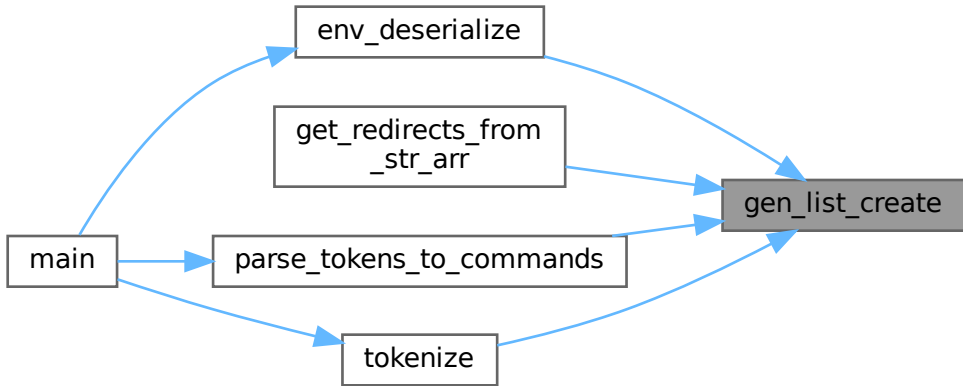 env_deserialize
get_redirects_from
_str_arr
gen_list_create
main
parse_tokens_to_commands
tokenize